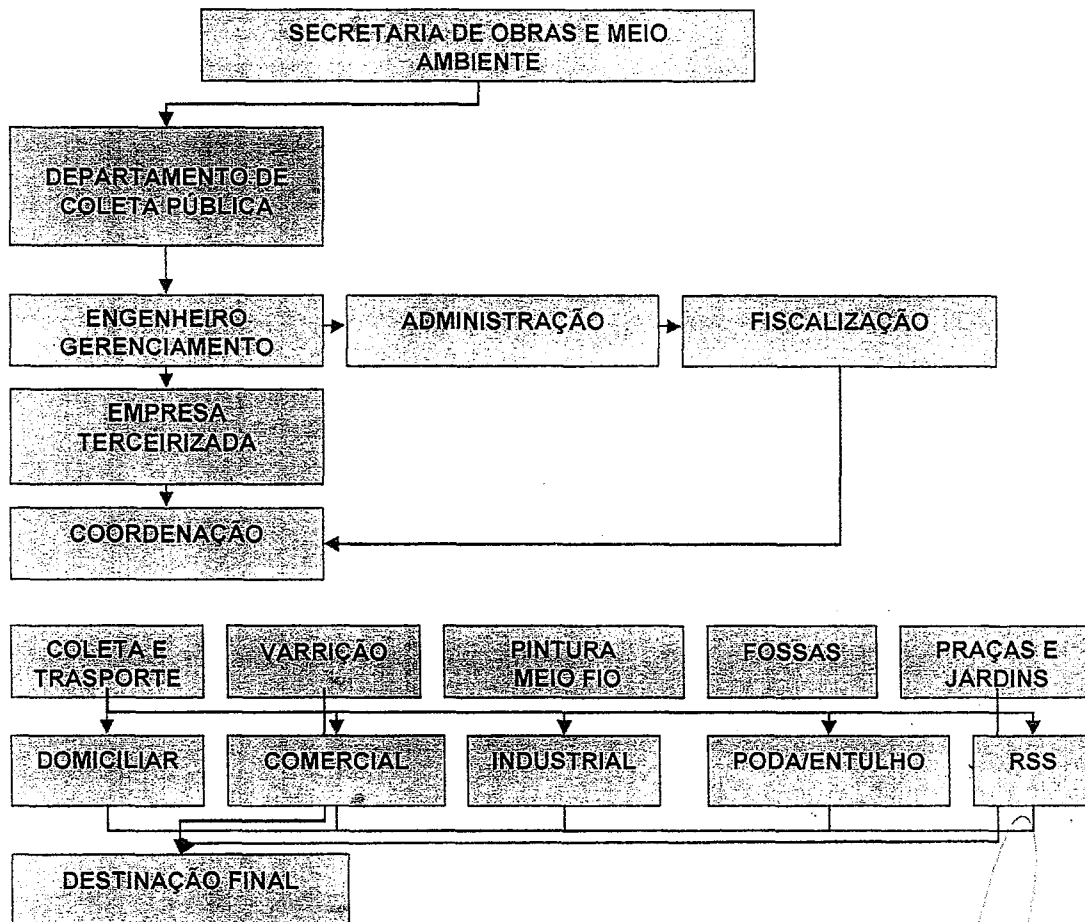 SECRETARIA DE OBRAS E MEIO
AMBIENTE
DEPARTAMENTO DE
COLETA PÚBLICA
ENGENHEIRO
GERENCIAMENTO
ADMINISTRAÇÃO
FISCALIZAÇÃO
EMPRESA
TERCEIRIZADA
COORDENAÇÃO
COLETA E
TRASPORTE
VARRIÇÃO
PINTURA
MEIO FIO
FOSSAS
PRAÇAS E
JARDINS
DOMICILIAR
COMERCIAL
INDUSTRIAL
PODA/ENTULHO
RSS
DESTINAÇÃO FINAL